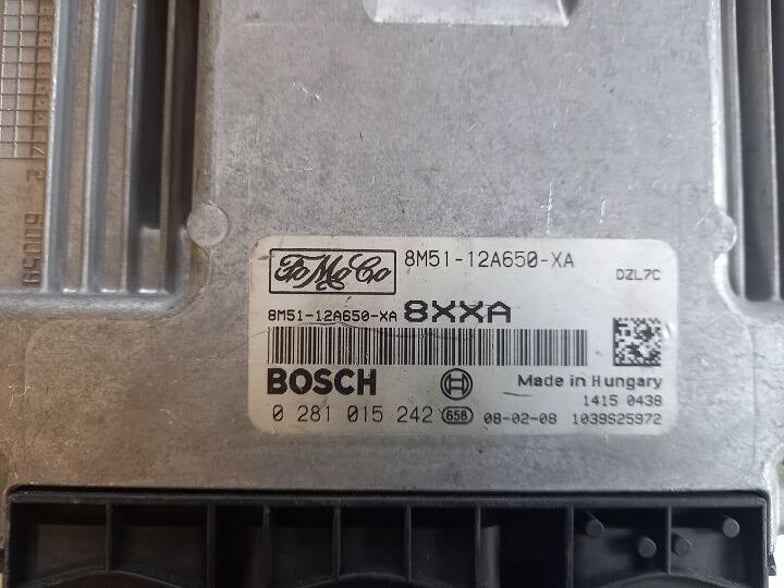 FoMoCo
8M51-12A650-XA
DZL7C
8M51-12A650-XA 8XXA
BOSCH
Made in Hungary
1415 0438
0 281 015 242 658 08-02-08 1039S25972